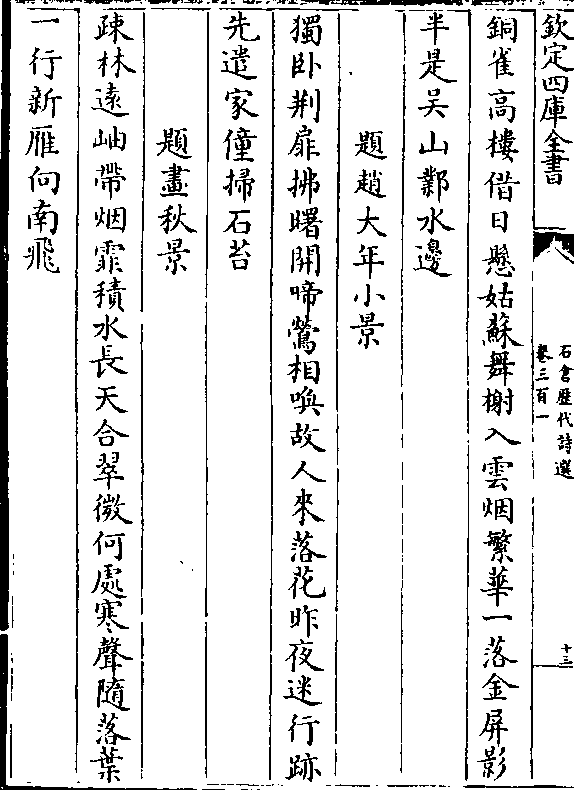 欽定四庫全書
石倉歷代詩選
卷三百一
十三
銅雀高樓借日懸姑蘇舞榭入雲烟繁華一落金屏影
半是吴山鄴水邊
題趙大年小景
獨卧荆扉拂曙開啼鶯相喚故人來落花昨夜迷行跡
先遣家僮掃石苔
題畫秋景
疎林遠岫帶烟霏積水長天合翠微何處寒聲隨落葉
一行新雁向南飛